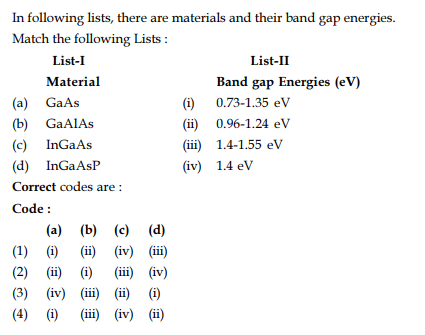 In following lists, there are materials and their band gap energies.
Match the following Lists :
List-I List-II
Material Band gap Energies (eV)
(a) GaAs (i) 0.73-1.35 eV
(b) GaAlAs (ii) 0.96-1.24 eV
(c) InGaAs (iii) 1.4-1.55 eV
(d) InGaAsP (iv) 1.4 eV
Correct codes are :
Code :
(a) (b) (c) (d)
(1) (i) (ii) (iv) (iii)
(2) (ii) (i) (iii) (iv)
(3) (iv) (iii) (ii) (i)
(4) (i) (iii) (iv) (ii)